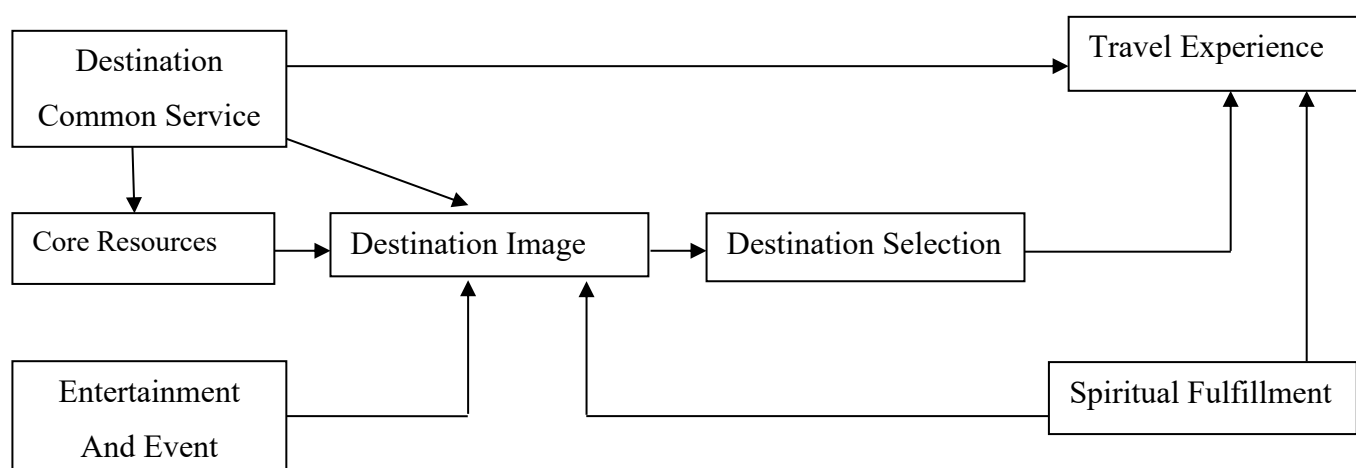 Destination
Common Service
Travel Experience
Core Resources
Destination Image
Destination Selection
Entertainment
And Event
Spiritual Fulfillment